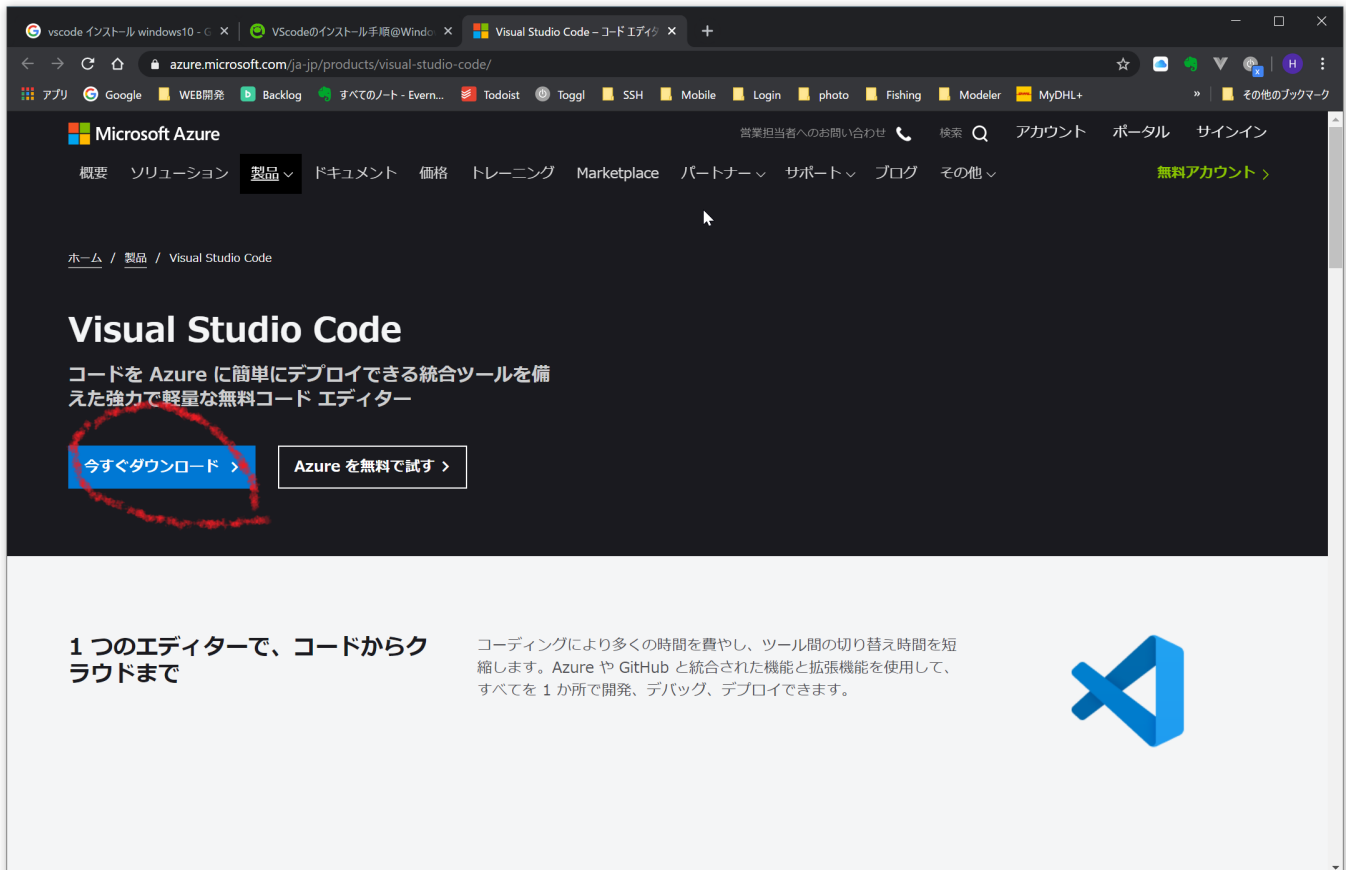 vscode インストール windows10 - G
VScodeのインストール手順@Windo
Visual Studio Code – コード エディタ
azure.microsoft.com/ja-jp/products/visual-studio-code/
H
アプリ Google WEB開発 Backlog すべてのノート - Evern... Todoist Toggl SSH Mobile Login photo Fishing Modeler MyDHL+ » その他のブックマーク
Microsoft Azure 営業担当者へのお問い合わせ 検索 アカウント ポータル サインイン
概要 ソリューション 製品 ドキュメント 価格 トレーニング Marketplace パートナー サポート ブログ その他 無料アカウント
ホーム / 製品 / Visual Studio Code
Visual Studio Code
コードを Azure に簡単にデプロイできる統合ツールを備
えた強力で軽量な無料コード エディター
今すぐダウンロード Azure を無料で試す
1 つのエディターで、コードからク
ラウドまで
コーディングにより多くの時間を費やし、ツール間の切り替え時間を短
縮します。Azure や GitHub と統合された機能と拡張機能を使用して、
すべてを 1 か所で開発、デバッグ、デプロイできます。